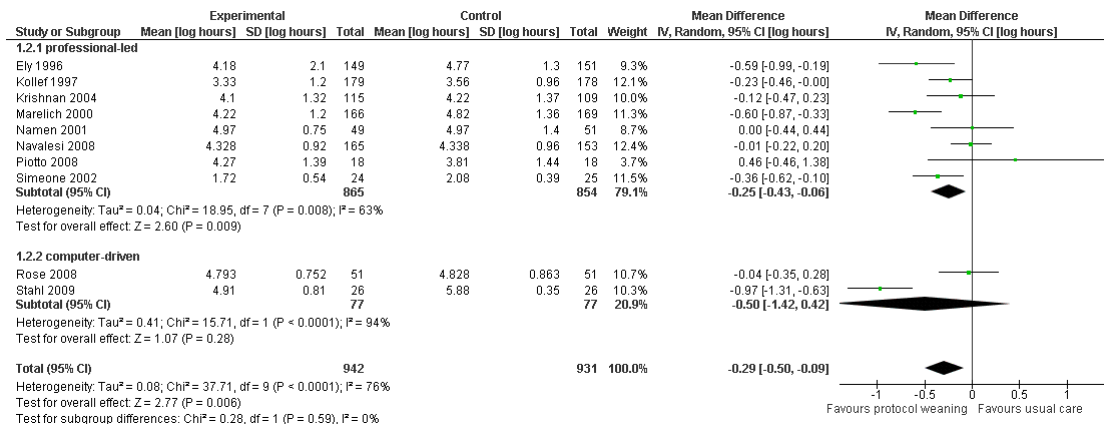 Experimental Control Mean Difference Mean Difference
Study or Subgroup Mean [log hours] SD [log hours] Total Mean [log hours] SD [log hours] Total Weight IV, Random, 95% CI [log hours] IV, Random, 95% CI [log hours]
1.2.1 professional-led
Ely 1996 4.18 2.1 149 4.77 1.3 151 9.3% -0.59 [-0.99, -0.19]
Kollef 1997 3.33 1.2 179 3.56 0.96 178 12.1% -0.23 [-0.46, -0.00]
Krishnan 2004 4.1 1.32 115 4.22 1.37 109 10.0% -0.12 [-0.47, 0.23]
Marelich 2000 4.22 1.2 166 4.82 1.36 169 11.3% -0.60 [-0.87, -0.33]
Namen 2001 4.97 0.75 49 4.97 1.4 51 8.7% 0.00 [-0.44, 0.44]
Navalesi 2008 4.328 0.92 165 4.338 0.96 153 12.4% -0.01 [-0.22, 0.20]
Piotto 2008 4.27 1.39 18 3.81 1.44 18 3.7% 0.46 [-0.46, 1.38]
Simeone 2002 1.72 0.54 24 2.08 0.39 25 11.5% -0.36 [-0.62, -0.10]
Subtotal (95% CI) 865 854 79.1% -0.25 [-0.43, -0.06]
Heterogeneity: Tau² = 0.04; Chi² = 18.95, df = 7 (P = 0.008); I² = 63%
Test for overall effect: Z = 2.60 (P = 0.009)
1.2.2 computer-driven
Rose 2008 4.793 0.752 51 4.828 0.863 51 10.7% -0.04 [-0.35, 0.28]
Stahl 2009 4.91 0.81 26 5.88 0.35 26 10.3% -0.97 [-1.31, -0.63]
Subtotal (95% CI) 77 77 20.9% -0.50 [-1.42, 0.42]
Heterogeneity: Tau² = 0.41; Chi² = 15.71, df = 1 (P < 0.0001); I² = 94%
Test for overall effect: Z = 1.07 (P = 0.28)
Total (95% CI) 942 931 100.0% -0.29 [-0.50, -0.09]
Heterogeneity: Tau² = 0.08; Chi² = 37.71, df = 9 (P < 0.0001); I² = 76%
Test for overall effect: Z = 2.77 (P = 0.006)
Test for subgroup differences: Chi² = 0.28, df = 1 (P = 0.59), I² = 0%
-1 -0.5 0 0.5 1
Favours protocol weaning Favours usual care